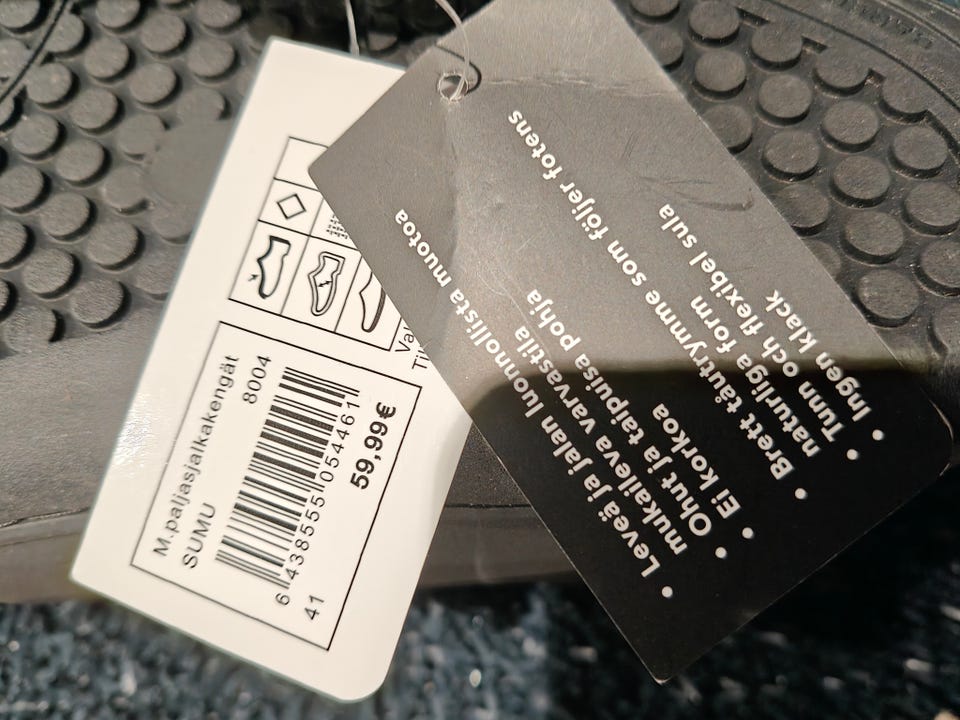 M.paljasjalkakengät
8004
SUMU
6 438555 054461
59,99€
41
• Leveä ja jalan luonnollista muotoa
mukaileva varvastila
• Ohut ja taipuisa pohja
• Ei korkoa
• Brett tåutrymme som följer fotens
naturliga form
• Tunn och flexibel sula
• Ingen klack